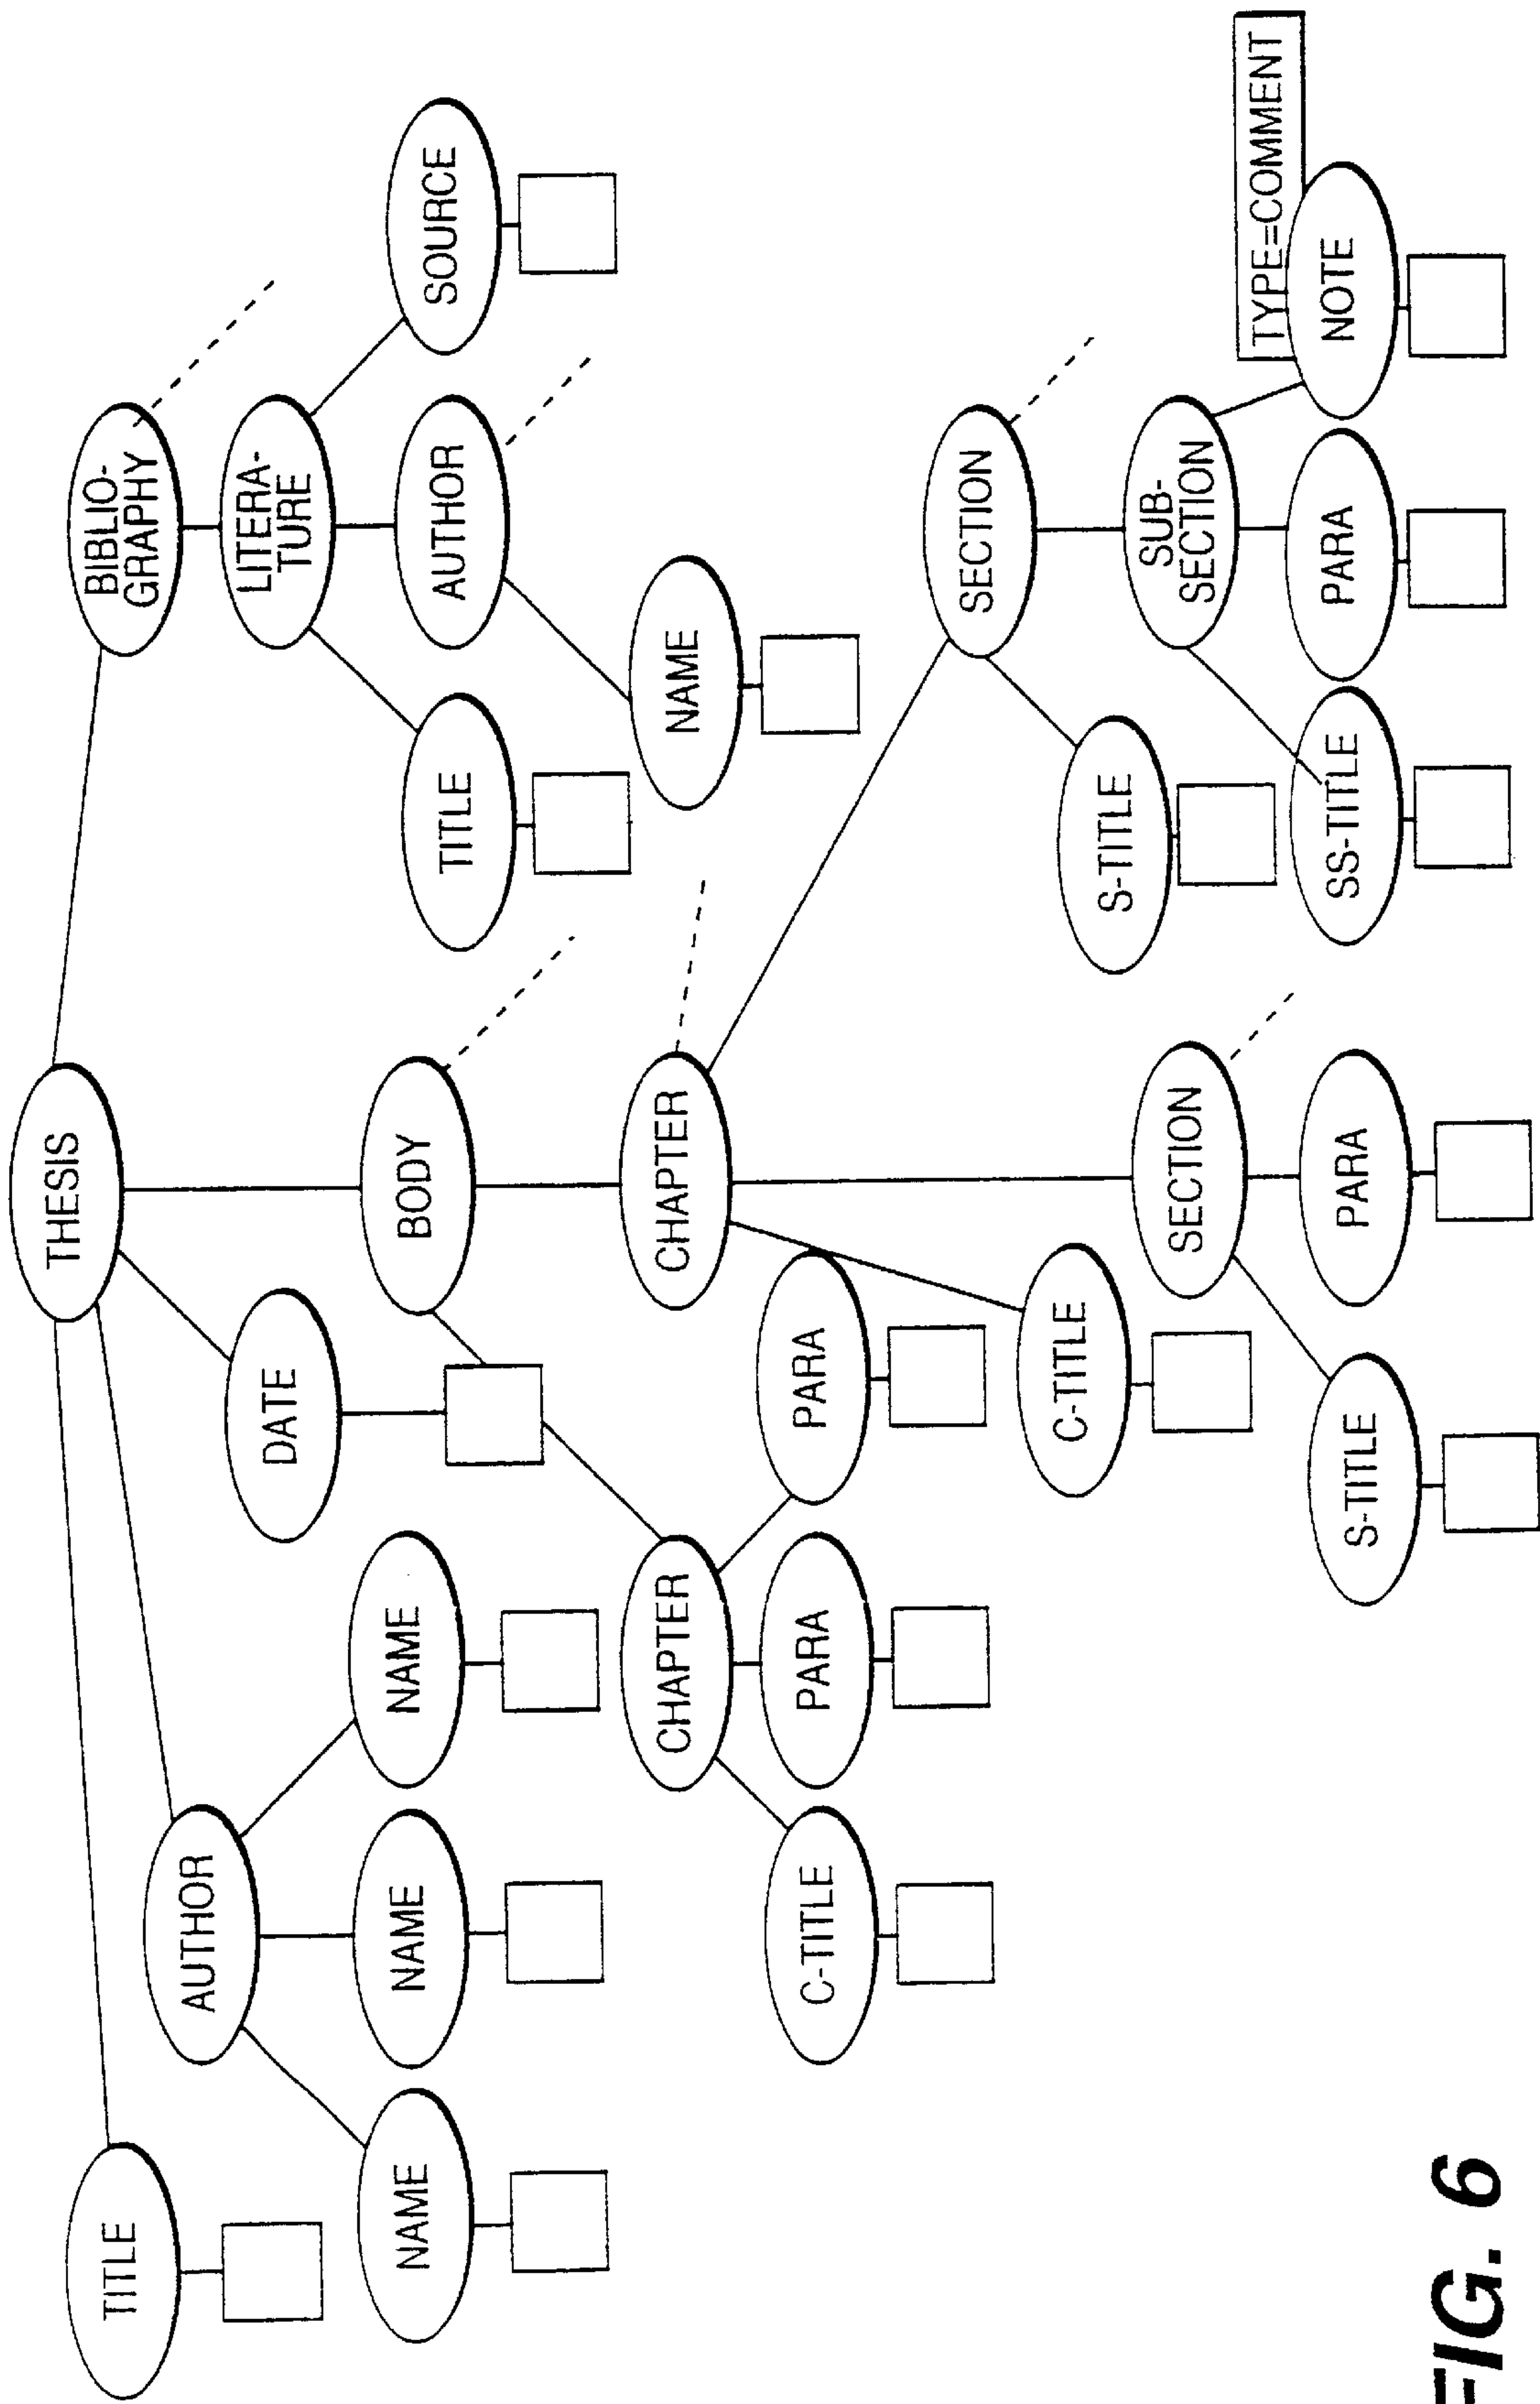 THESIS
TITLE
AUTHOR
DATE
BODY
BIBLIO-
GRAPHY
NAME
NAME
NAME
LITERA-
TURE
TITLE
AUTHOR
SOURCE
NAME
CHAPTER
CHAPTER
C-TITLE
PARA
PARA
C-TITLE
SECTION
SECTION
S-TITLE
PARA
S-TITLE
SUB-
SECTION
SS-TITLE
PARA
NOTE
TYPE=COMMENT
FIG. 6